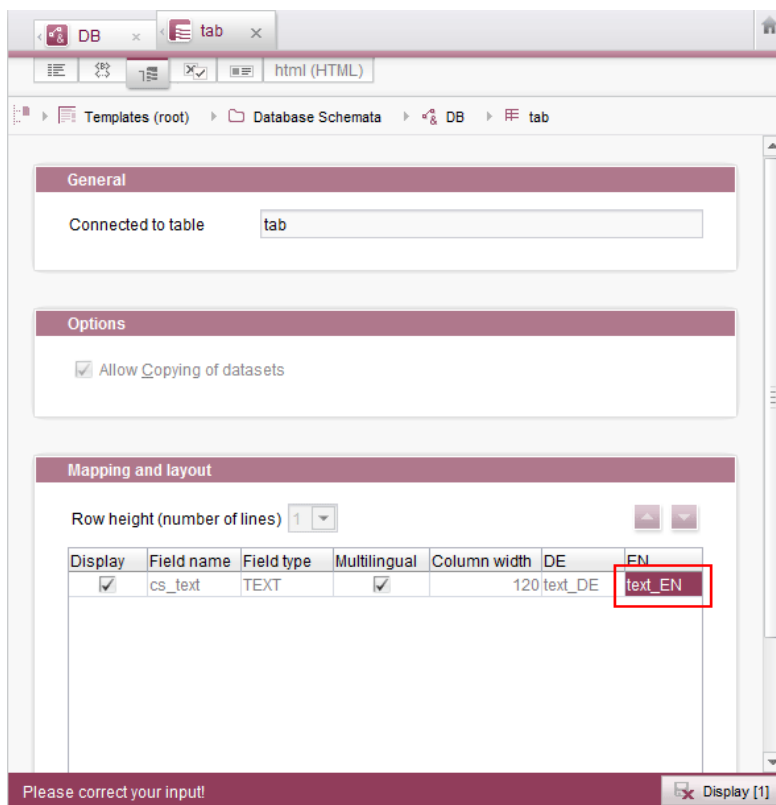 DB tab
html (HTML)
Templates (root) Database Schemata DB tab
General
Connected to table tab
Options
Allow Copying of datasets
Mapping and layout
Row height (number of lines) 1
Display Field name Field type Multilingual Column width DE EN
cs_text TEXT 120 text_DE text_EN
Please correct your input! Display [1]